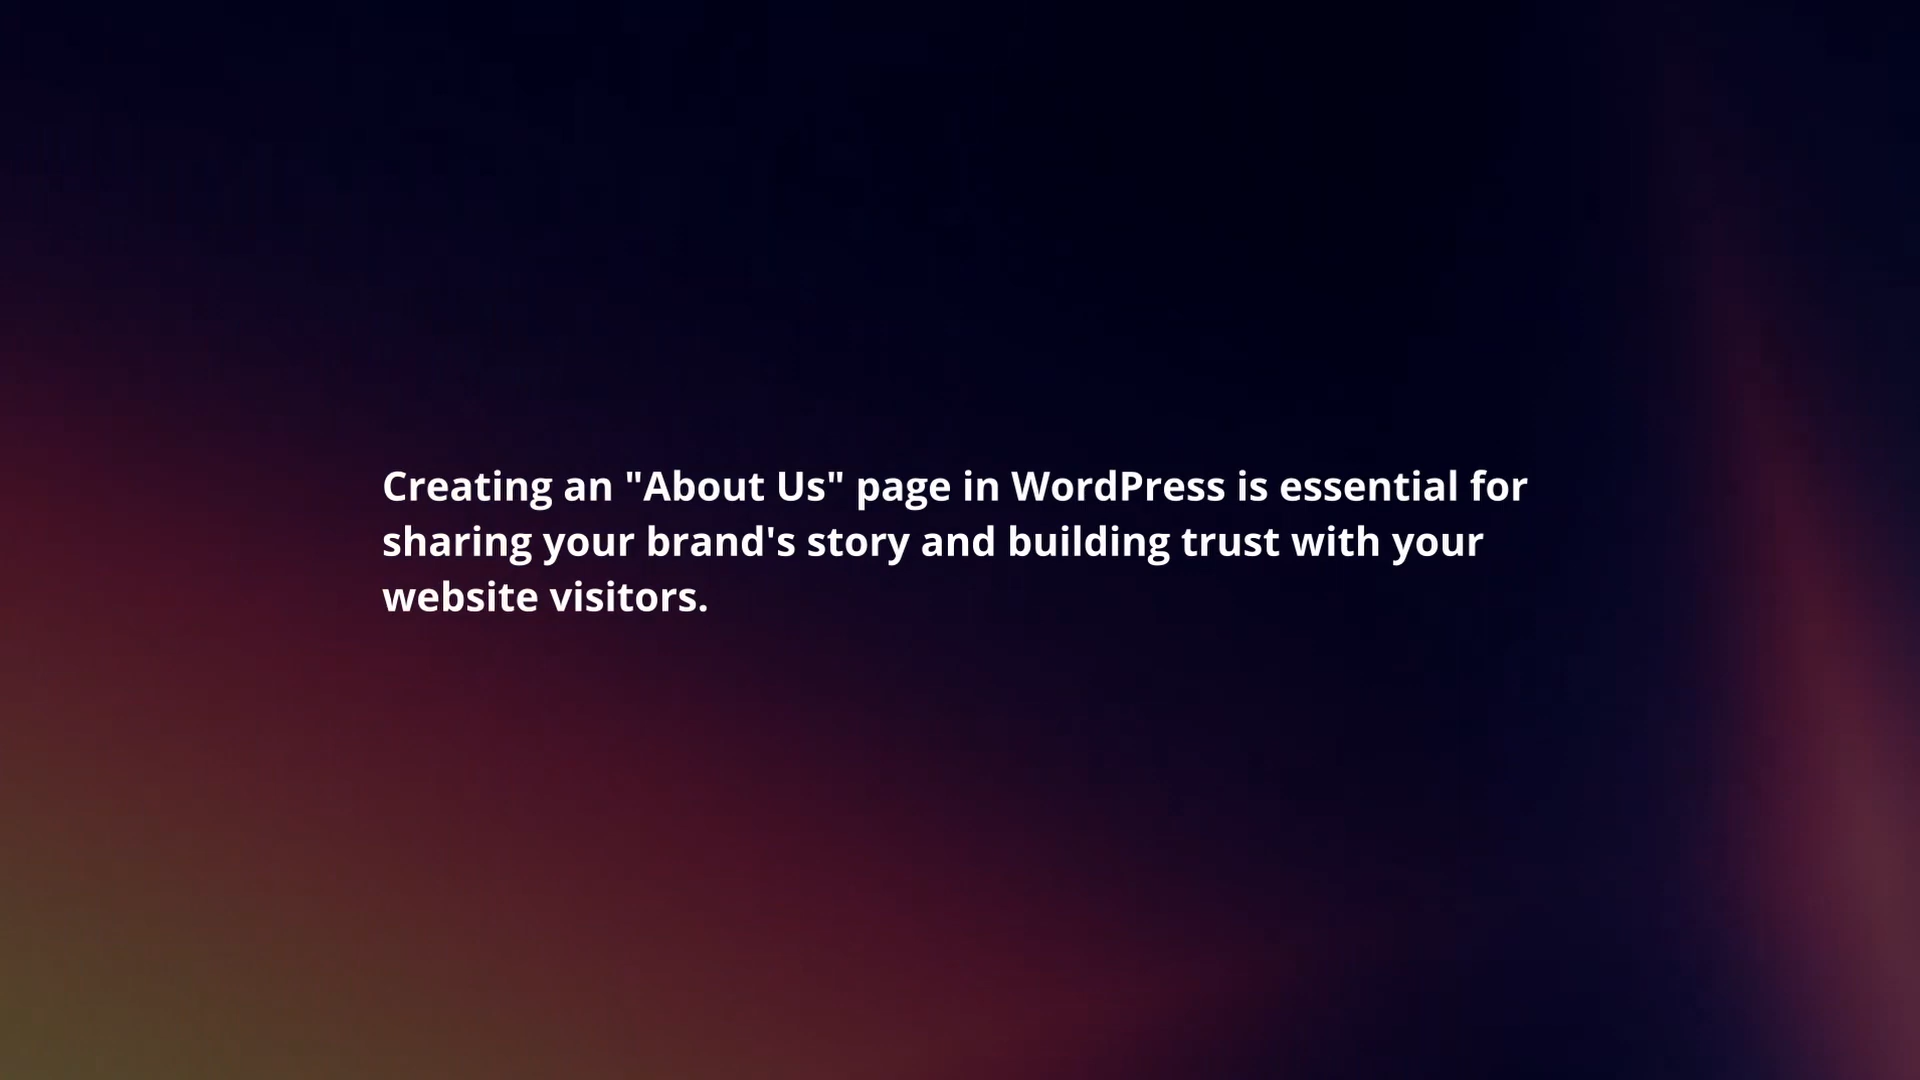 Creating an "About Us" page in WordPress is essential for
sharing your brand's story and building trust with your
website visitors.